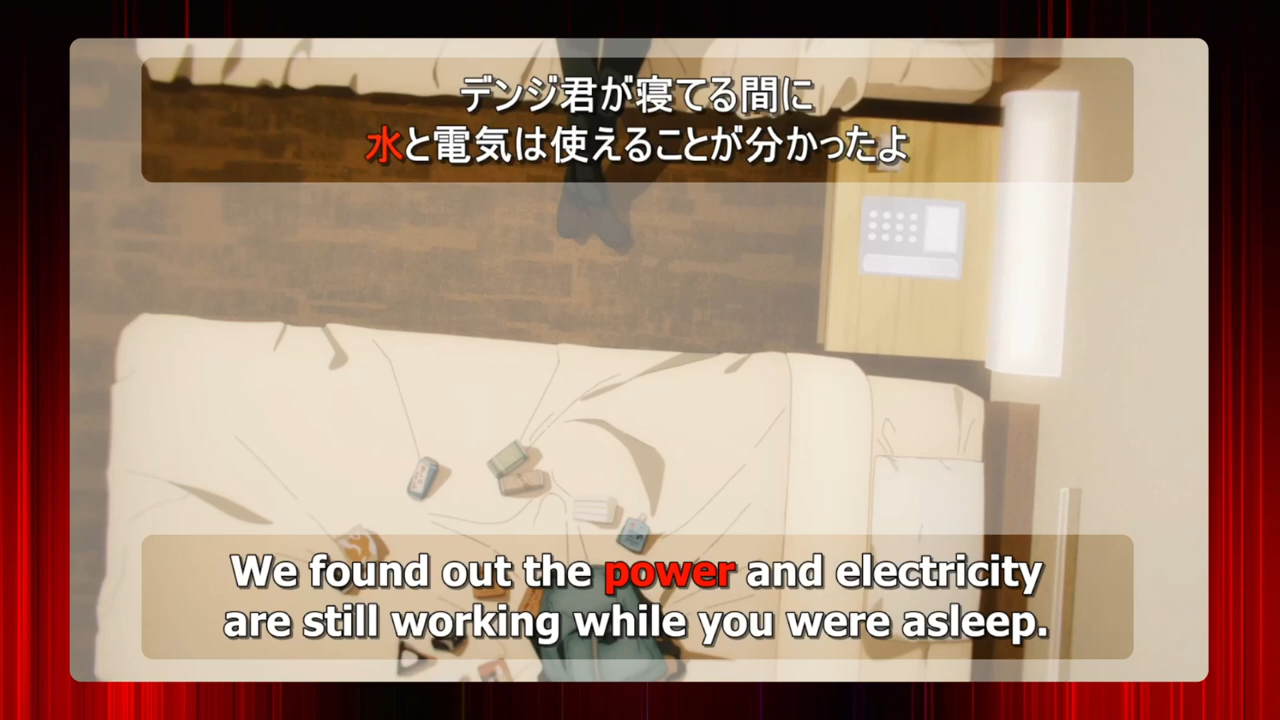 デンジ君が寝てる間に
水と電気は使えることが分かったよ
We found out the power and electricity
are still working while you were asleep.